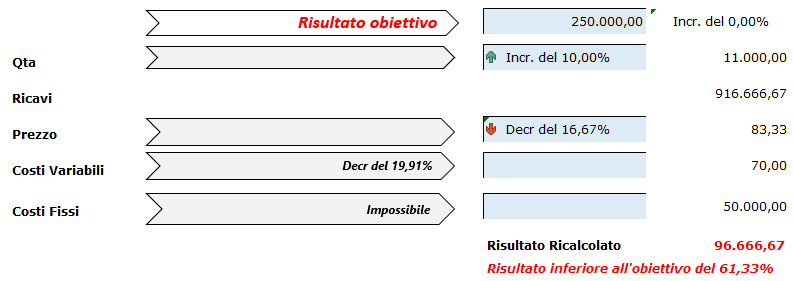 Risultato obiettivo 250.000,00 Incr. del 0,00%
Qta Incr. del 10,00% 11.000,00
Ricavi 916.666,67
Prezzo Decr del 16,67% 83,33
Costi Variabili Decr del 19,91% 70,00
Costi Fissi Impossibile 50.000,00
Risultato Ricalcolato 96.666,67
Risultato inferiore all'obiettivo del 61,33%